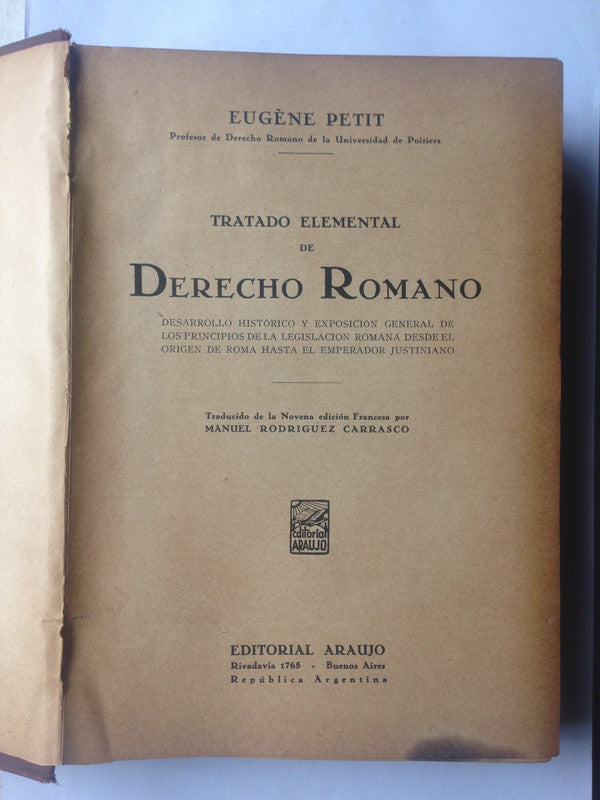 EUGÈNE PETIT
Profesor de Derecho Romano de la Universidad de Poitiers
TRATADO ELEMENTAL
DE
DERECHO ROMANO
DESARROLLO HISTÓRICO Y EXPOSICIÓN GENERAL DE
LOS PRINCIPIOS DE LA LEGISLACION ROMANA DESDE EL
ORIGEN DE ROMA HASTA EL EMPERADOR JUSTINIANO
Traducido de la Novena edición Francesa por
MANUEL RODRIGUEZ CARRASCO
Editorial
ARAUJO
EDITORIAL ARAUJO
Rivadavia 1765 - Buenos Aires
República Argentina